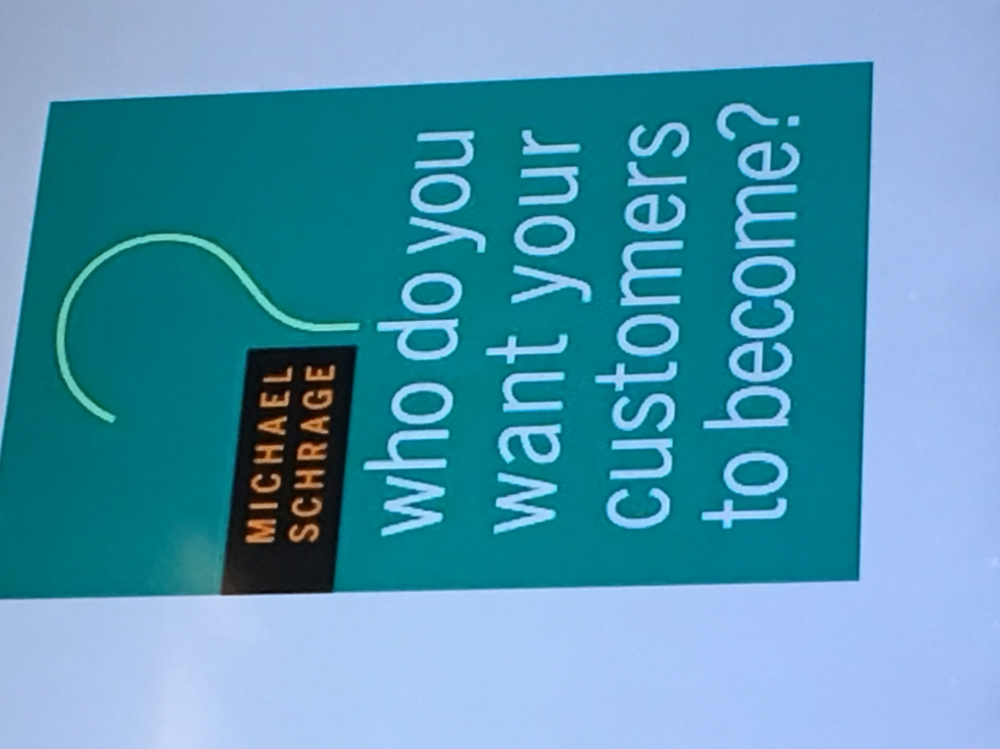 MICHAEL
SCHRAGE
who do you
want your
customers
to become?